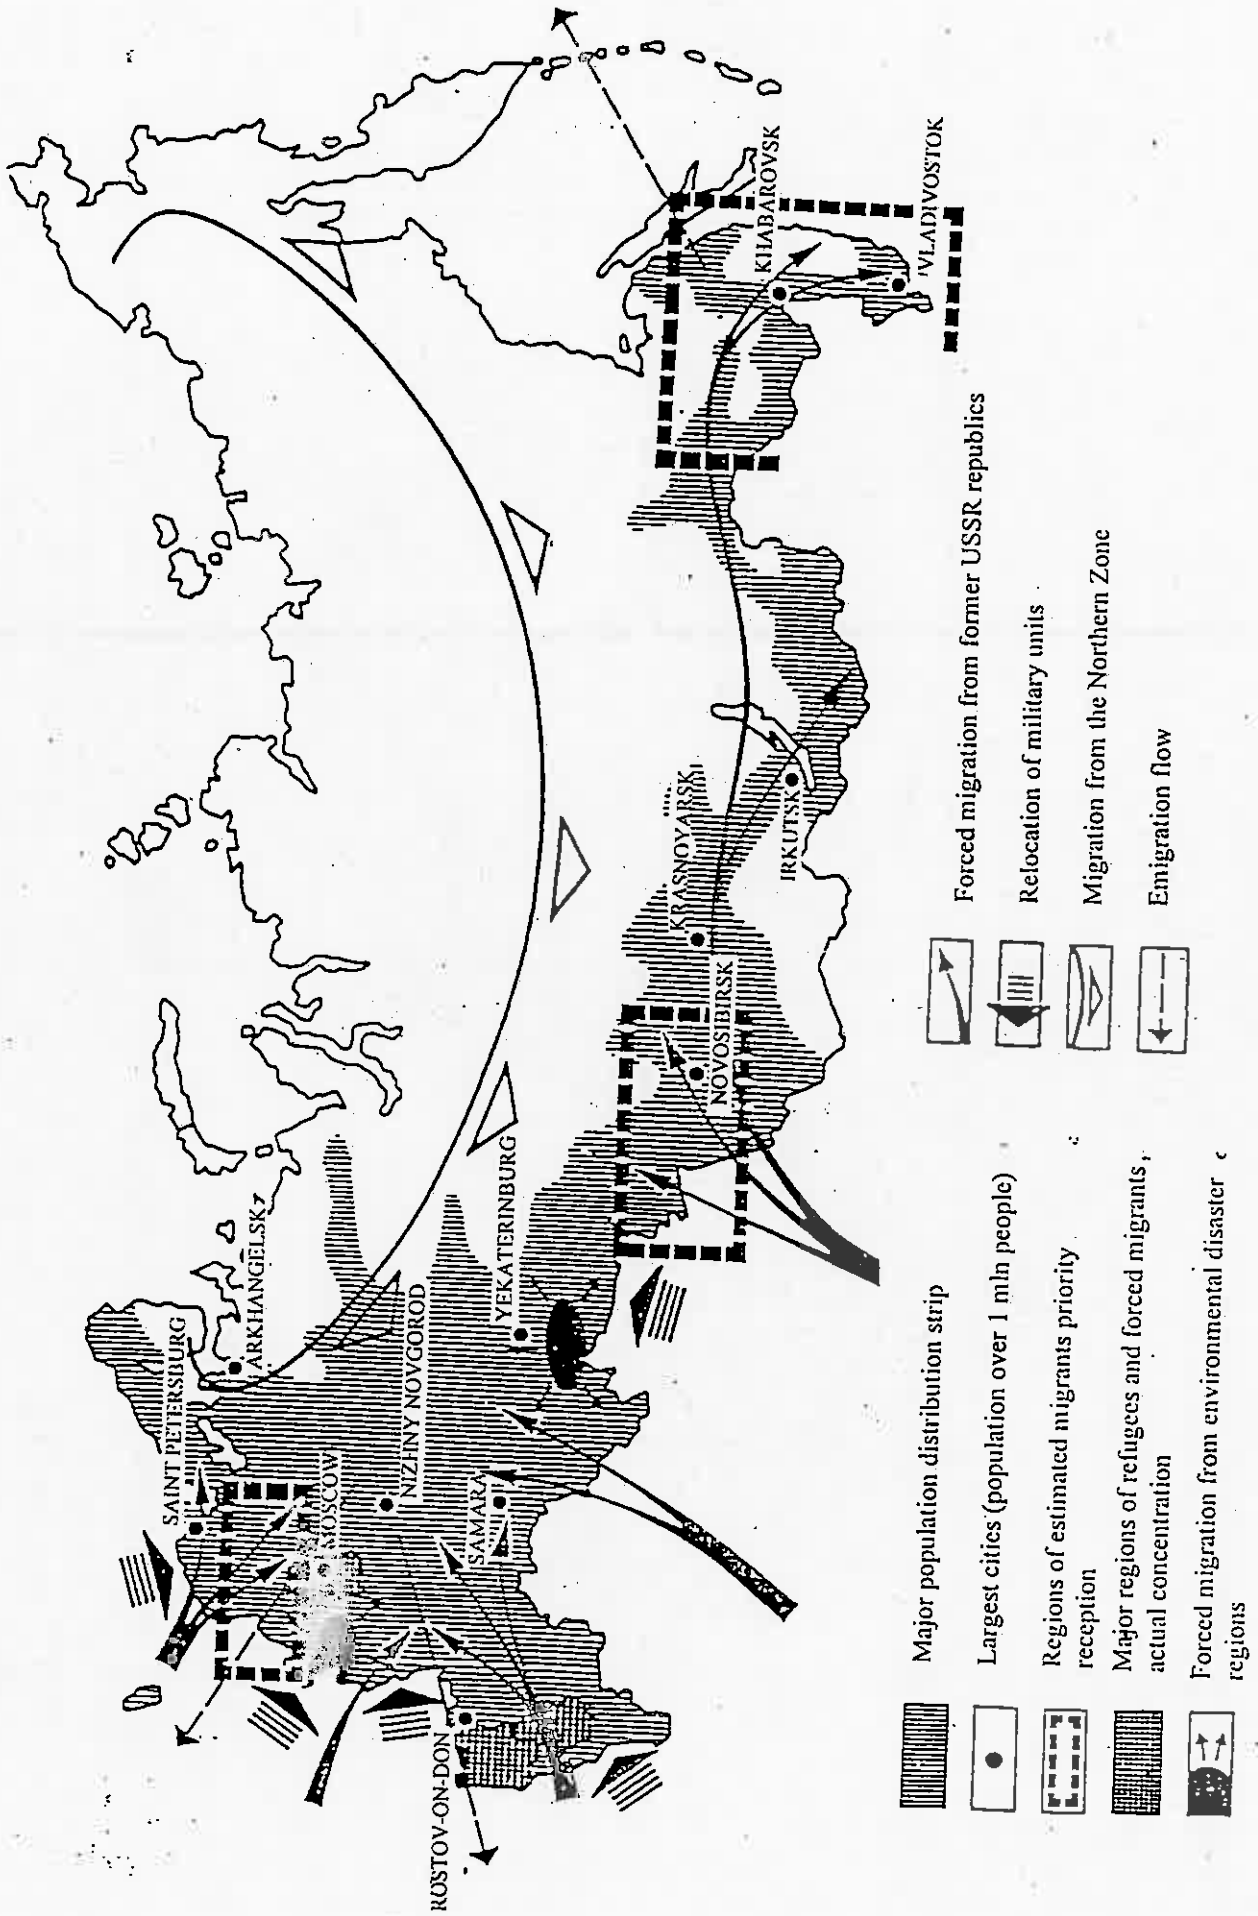 SAINT PETERSBURG
ARKHANGELSK
MOSCOW
NIZHNY NOVGOROD
YEKATERINBURG
SAMARA
ROSTOV-ON-DON
NOVOSIBIRSK
KRASNOYARSK
IRKUTSK
KHABAROVSK
VLADIVOSTOK
Major population distribution strip
Largest cities (population over 1 mln people)
Regions of estimated migrants priority
reception
Major regions of refugees and forced migrants
actual concentration
Forced migration from environmental disaster
regions
Forced migration from former USSR republics
Relocation of military units
Migration from the Northern Zone
Emigration flow